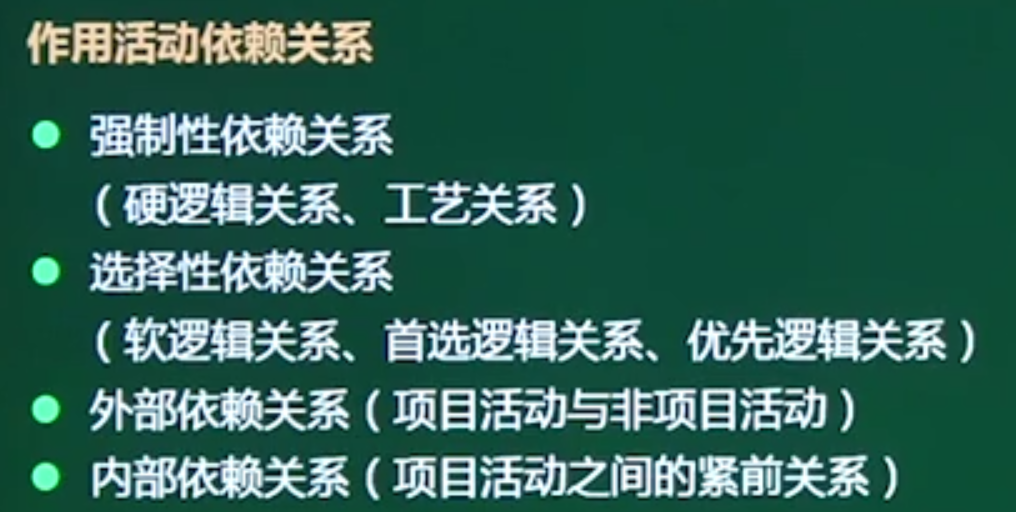 作用活动依赖关系
● 强制性依赖关系
（硬逻辑关系、工艺关系）
● 选择性依赖关系
（软逻辑关系、首选逻辑关系、优先逻辑关系）
● 外部依赖关系（项目活动与非项目活动）
● 内部依赖关系（项目活动之间的紧前关系）